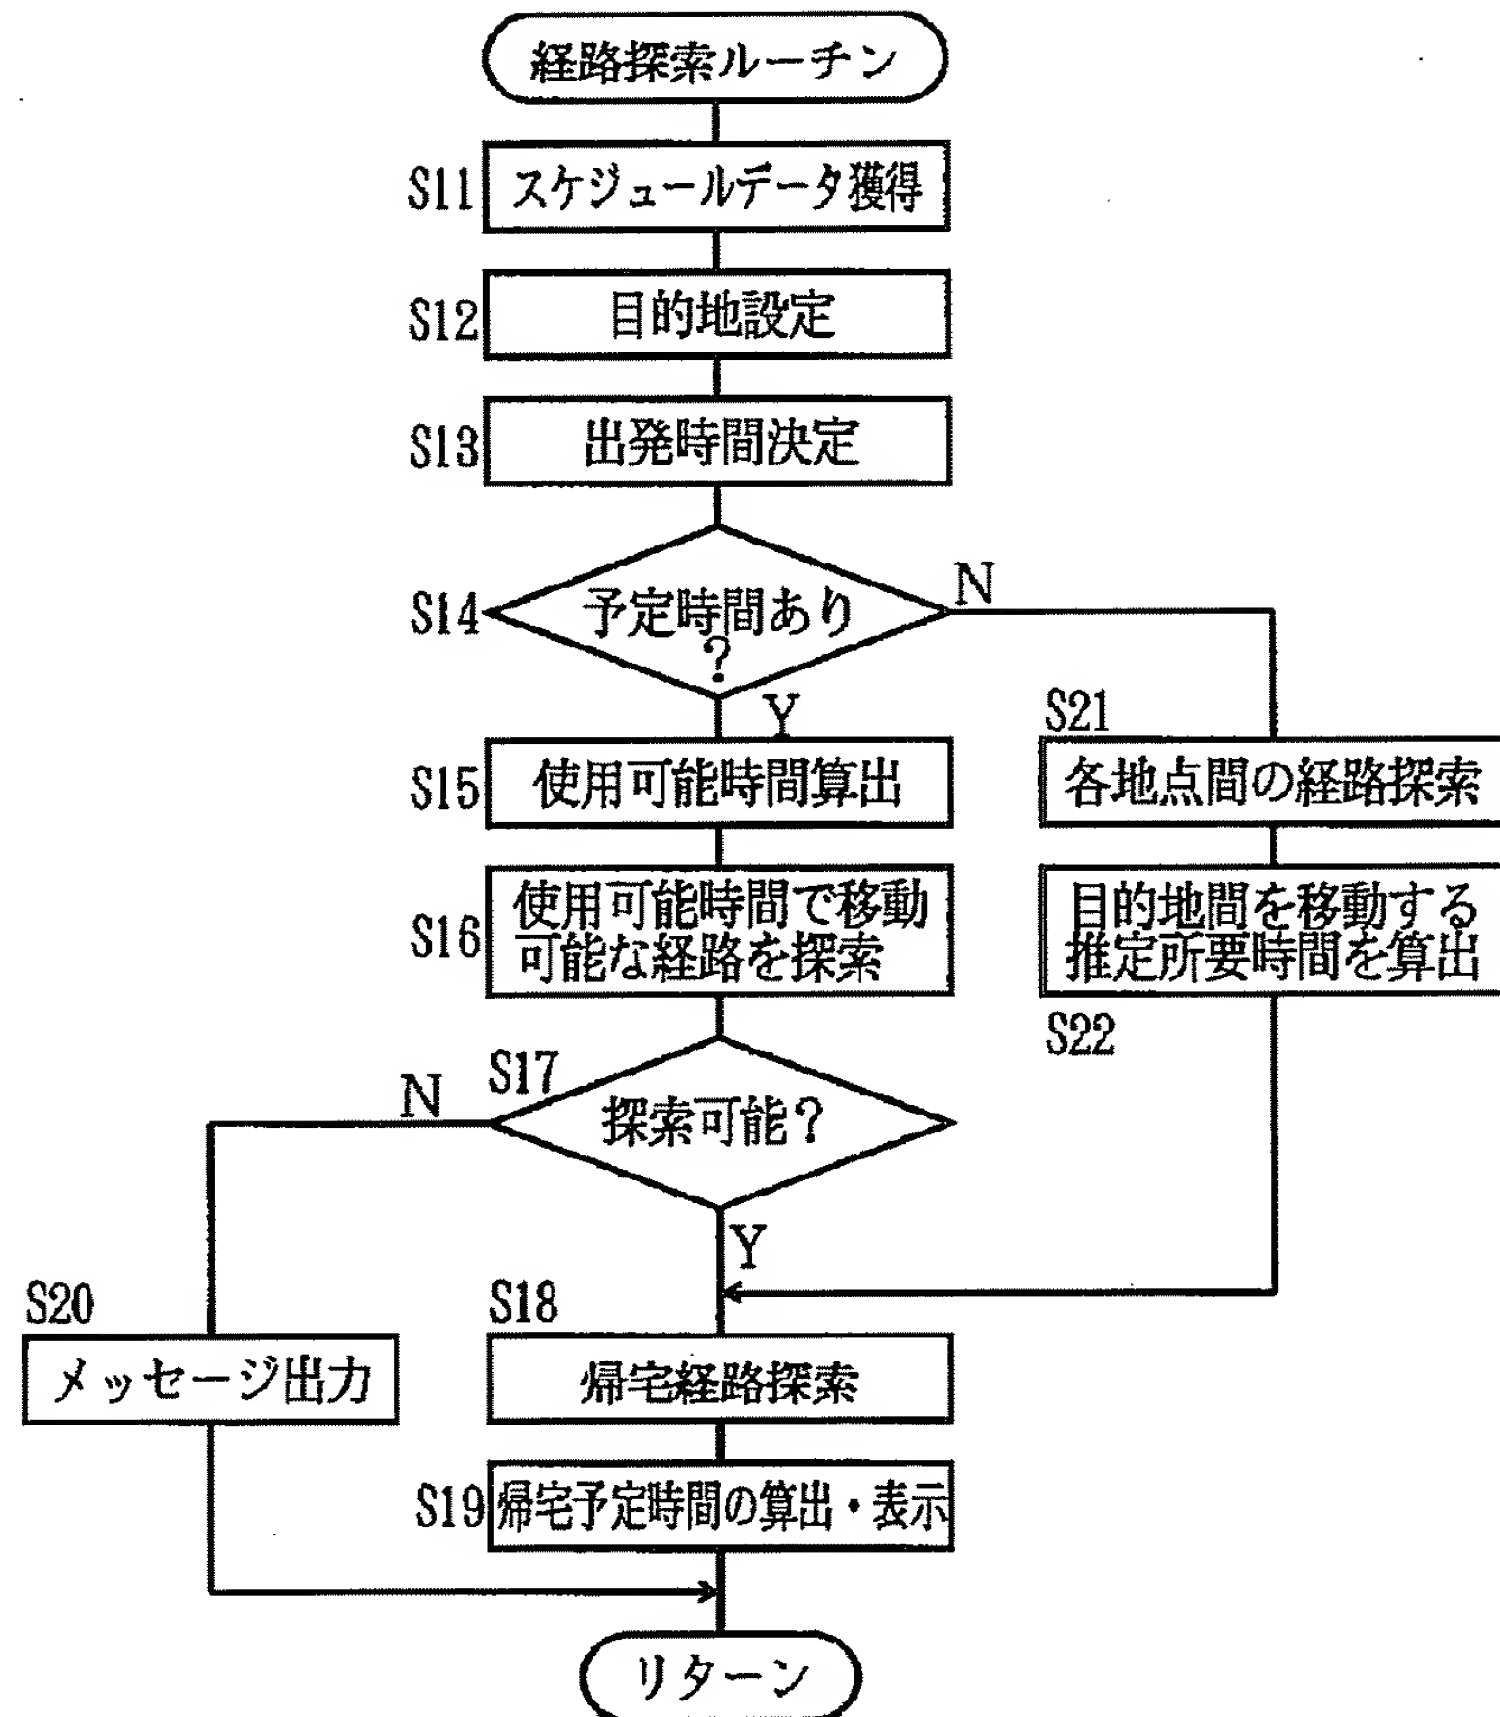 経路探索ルーチン
S11
スケジュールデータ獲得
S12
目的地設定
S13
出発時間決定
S14
予定時間あり
?
N
Y
S15
使用可能時間算出
S16
使用可能時間で移動
可能な経路を探索
S21
各地点間の経路探索
目的地間を移動する
推定所要時間を算出
S22
S17
探索可能?
N
Y
S20
メッセージ出力
S18
帰宅経路探索
S19
帰宅予定時間の算出・表示
リターン